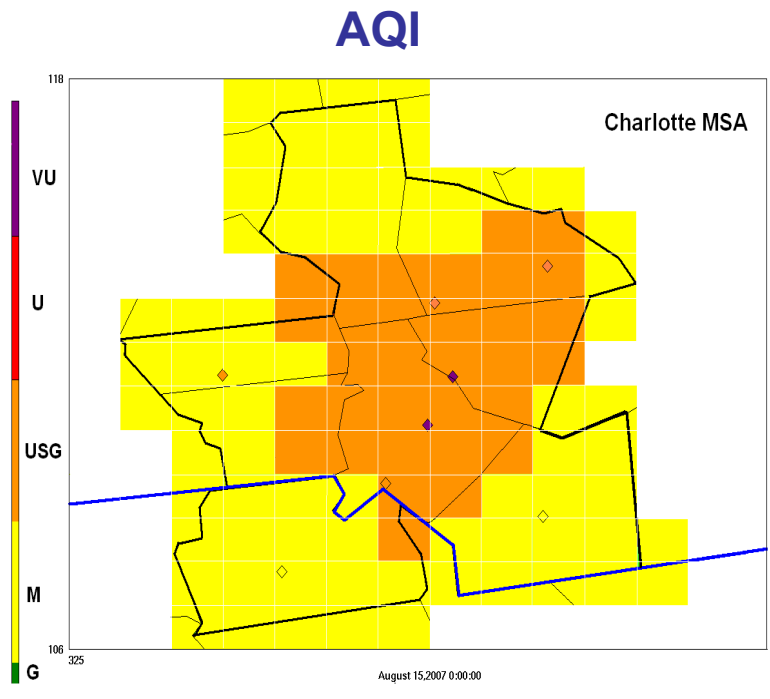 AQI
118
Charlotte MSA
VU
U
USG
M
G
106
325
August 15,2007 0:00:00